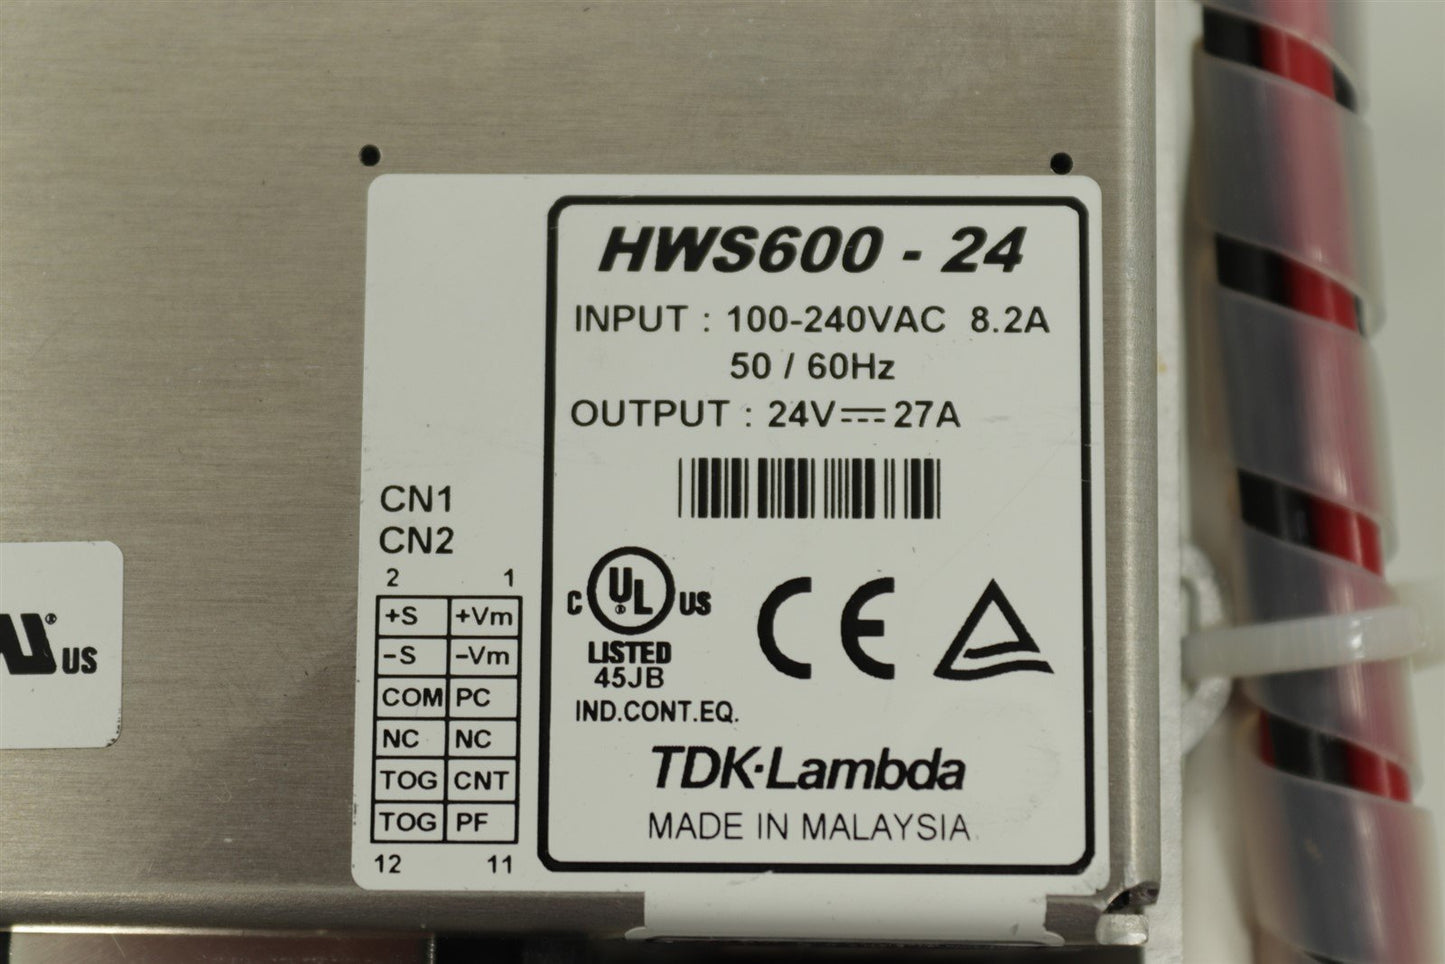 HWS600 - 24
INPUT : 100-240VAC 8.2A
50 / 60Hz
OUTPUT : 24V⎓27A
CN1
CN2
2 1
+S +Vm
-S -Vm
COM PC
NC NC
TOG CNT
TOG PF
12 11
C UL® US
LISTED
45JB
IND.CONT.EQ.
CE
TDK·Lambda
MADE IN MALAYSIA
® US